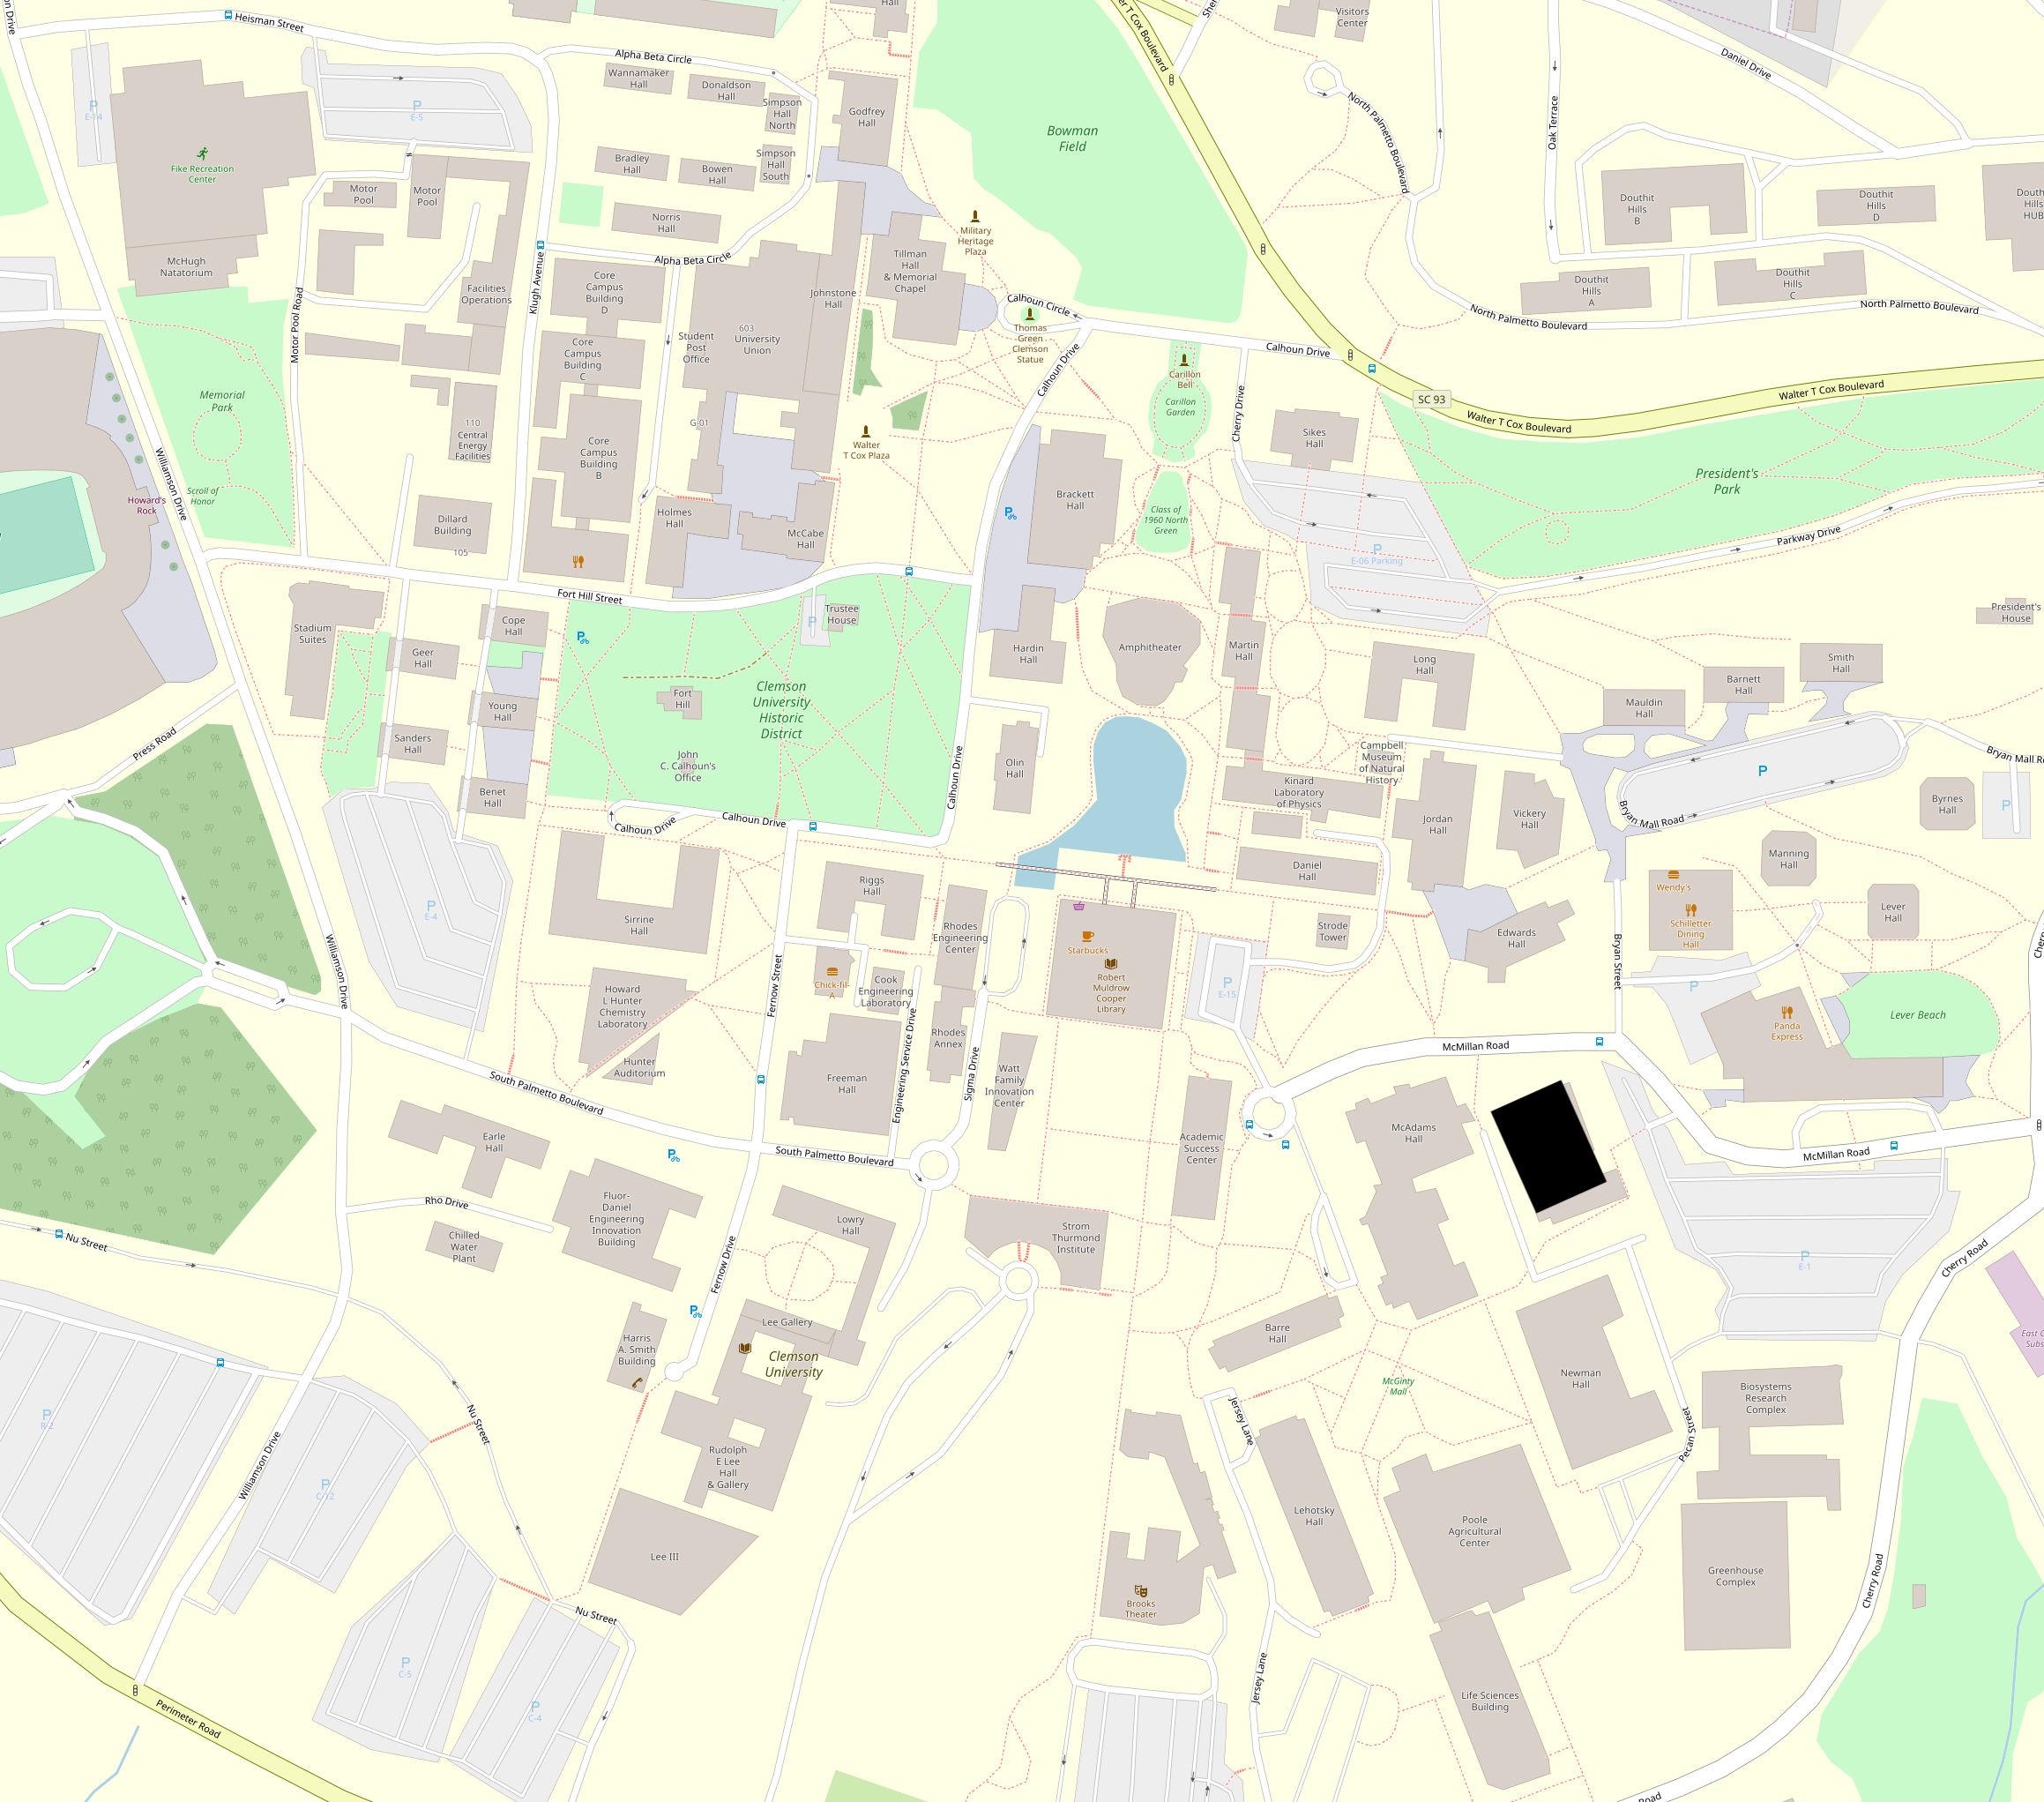 Heisman Street
Alpha Beta Circle
Hall
Visitors
Center
Walter T Cox Boulevard
Daniel Drive
Wannamaker
Hall
Donaldson
Hall
Simpson
Hall
North
Godfrey
Hall
P
E-14
P
E-5
Bowman
Field
North Palmetto Boulevard
Oak Terrace
Fike Recreation
Center
Bradley
Hall
Bowen
Hall
Simpson
Hall
South
Motor
Pool
Motor
Pool
Norris
Hall
Military
Heritage
Plaza
Douthit
Hills
B
Douthit
Hills
D
Hills
HUB
McHugh
Natatorium
Alpha Beta Circle
Tillman
Hall
& Memorial
Chapel
Core
Campus
Building
D
Facilities
Operations
Klugh Avenue
Johnstone
Hall
Calhoun Circle
Douthit
Hills
A
Douthit
Hills
C
North Palmetto Boulevard
North Palmetto Boulevard
Motor Pool Road
Student
Post
Office
603
University
Union
Thomas
Green
Clemson
Statue
Calhoun Drive
Calhoun Drive
Core
Campus
Building
C
Carillon
Bell
Carillon
Garden
Cherry Drive
SC 93
Walter T Cox Boulevard
Walter T Cox Boulevard
Memorial
Park
110
Central
Energy
Facilities
G-01
Core
Campus
Building
B
Walter
T Cox Plaza
Sikes
Hall
President's
Park
Williamson Drive
Scroll of
Honor
Howard's
Rock
Brackett
Hall
Class of
1960 North
Green
Dillard
Building
105
Holmes
Hall
McCabe
Hall
P
E-06 Parking
Parkway Drive
Fort Hill Street
Stadium
Suites
Cope
Hall
P
Trustee
House
President's
House
Geer
Hall
Hardin
Hall
Amphitheater
Martin
Hall
Long
Hall
Smith
Hall
Barnett
Hall
Mauldin
Hall
Fort
Hill
Clemson
University
Historic
District
Young
Hall
Sanders
Hall
Press Road
John
C. Calhoun's
Office
Olin
Hall
Calhoun Drive
Campbell
Museum
of Natural
History
P
Bryan Mall Road
Benet
Hall
Kinard
Laboratory
of Physics
Jordan
Hall
Vickery
Hall
Byrnes
Hall
P
Calhoun Drive
Calhoun Drive
Manning
Hall
P
E-4
Riggs
Hall
Daniel
Hall
Wendy's
Sirrine
Hall
Rhodes
Engineering
Center
Starbucks
Strode
Tower
Edwards
Hall
Schilletter
Dining
Hall
Lever
Hall
Williamson Drive
Fernow Street
Chick-fil-
A
Cook
Engineering
Laboratory
Robert
Muldrow
Cooper
Library
P
E-15
Bryan Street
P
Howard
L Hunter
Chemistry
Laboratory
Rhodes
Annex
Panda
Express
Lever Beach
Hunter
Auditorium
Freeman
Hall
Engineering Service Drive
Sigma Drive
Watt
Family
Innovation
Center
McMillan Road
South Palmetto Boulevard
Earle
Hall
Academic
Success
Center
McAdams
Hall
South Palmetto Boulevard
McMillan Road
Rho Drive
Fluor-
Daniel
Engineering
Innovation
Building
Lowry
Hall
Strom
Thurmond
Institute
Nu Street
Chilled
Water
Plant
Fernow Drive
P
E-1
Cherry Road
Lee Gallery
Harris
A. Smith
Building
Clemson
University
Barre
Hall
McGinty
Mall
Newman
Hall
Biosystems
Research
Complex
P
R-2
Nu Street
Jersey Lane
Pecan Street
Williamson Drive
P
C-12
Rudolph
E Lee
Hall
& Gallery
Lehotsky
Hall
Poole
Agricultural
Center
Lee III
Greenhouse
Complex
Cherry Road
Brooks
Theater
Nu Street
P
C-5
P
C-4
Perimeter Road
Jersey Lane
Life Sciences
Building
Road